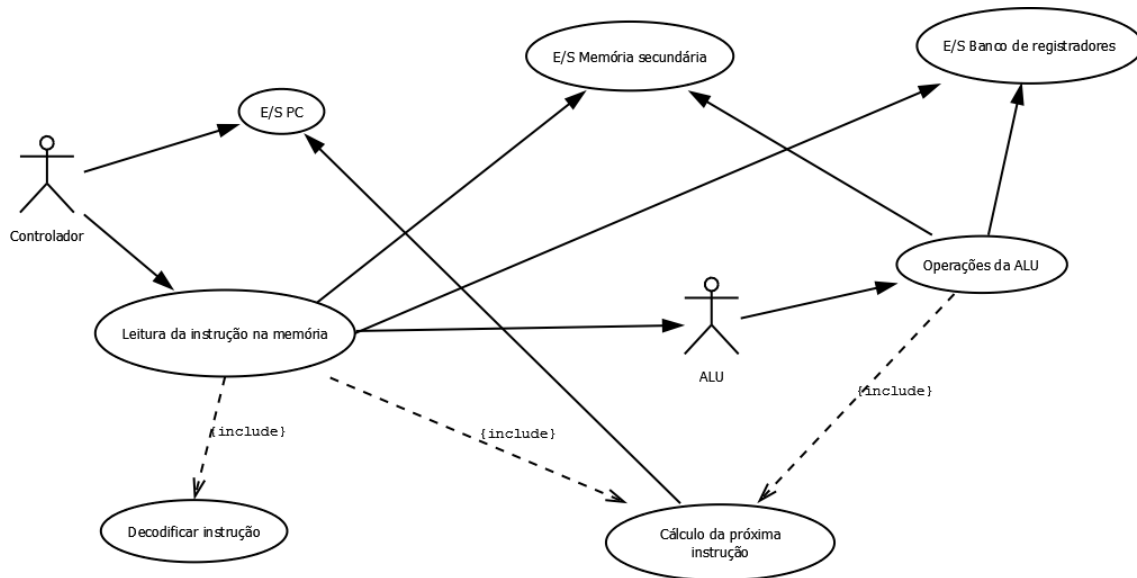 E/S Banco de registradores
E/S Memória secundária
E/S PC
Controlador
Operações da ALU
Leitura da instrução na memória
ALU
{include}
{include}
{include}
Decodificar instrução
Cálculo da próxima
instrução